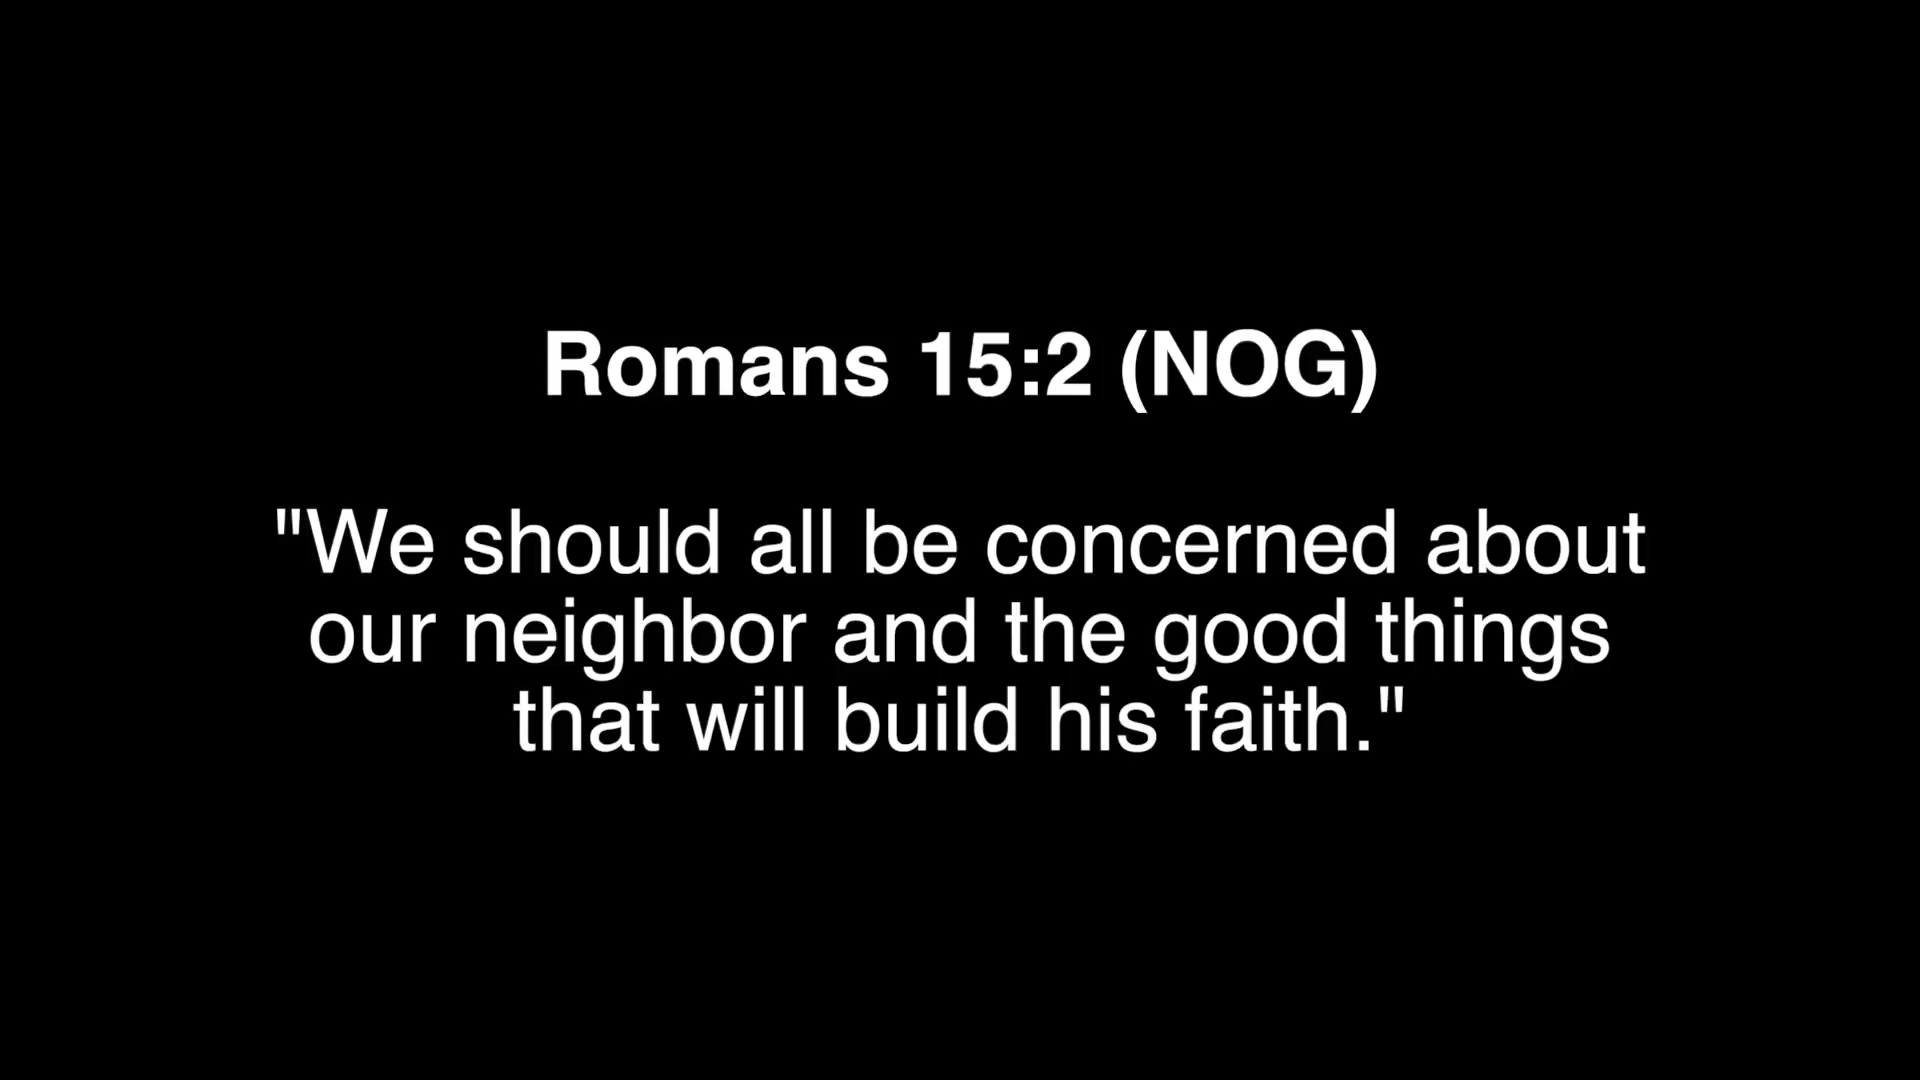 Romans 15:2 (NOG)
"We should all be concerned about
our neighbor and the good things
that will build his faith."